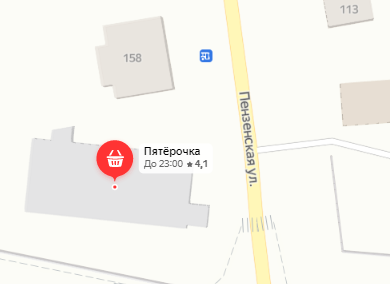 113
158
Пензенская ул.
Пятёрочка
До 23:00 ★ 4,1